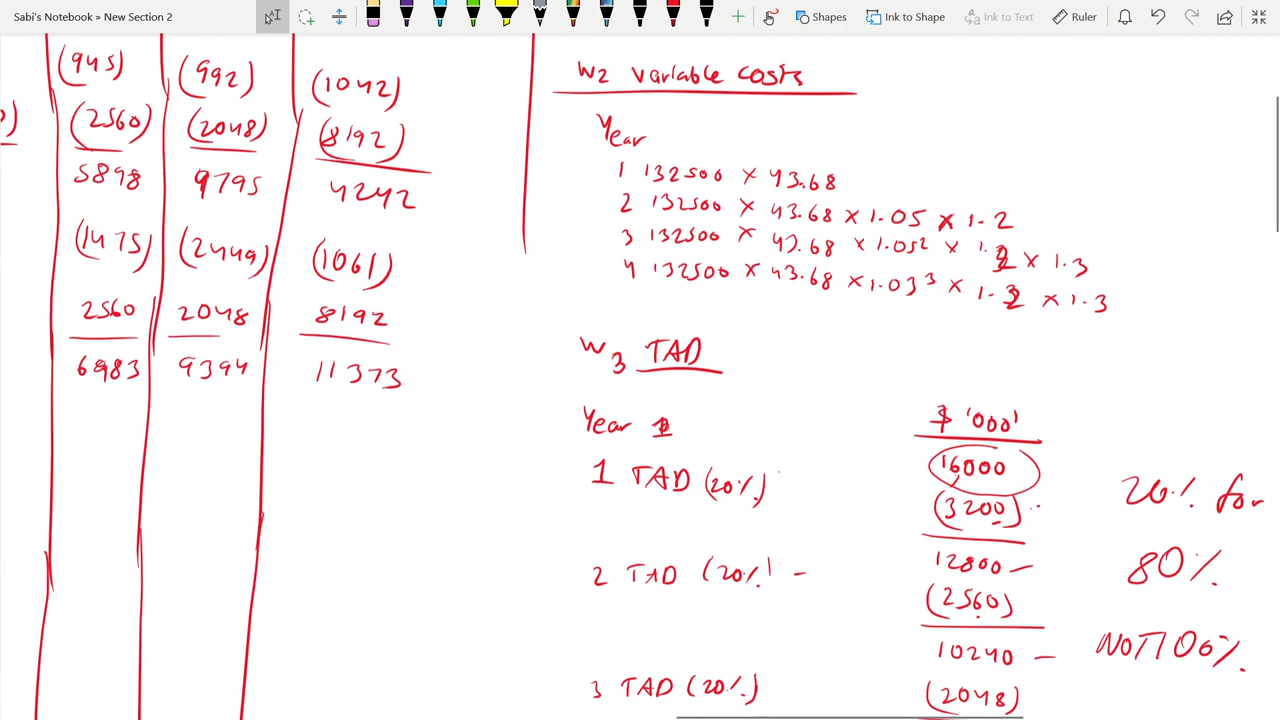 Sabi's Notebook » New Section 2
Shapes Ink to Shape Ink to Text Ruler
(945) (992) (1042)
(2560) (2048) (8192)
5898 9795 4242
(1475) (2449) (1061)
2560 2048 8192
6983 9394 11373
W2 Variable Costs
Year
1 132500 × 43.68
2 132500 × 43.68 × 1.05 × 1.2
3 132500 × 43.68 × 1.05² × 1.2 × 1.3
4 132500 × 43.68 × 1.03³ × 1.2 × 1.3
W3 TAD
Year $ '000'
16000
1 TAD (20%) (3200)
12800
2 TAD (20%) (2560)
10240
3 TAD (20%) (2048)
20% for
80%
NOT 100%.